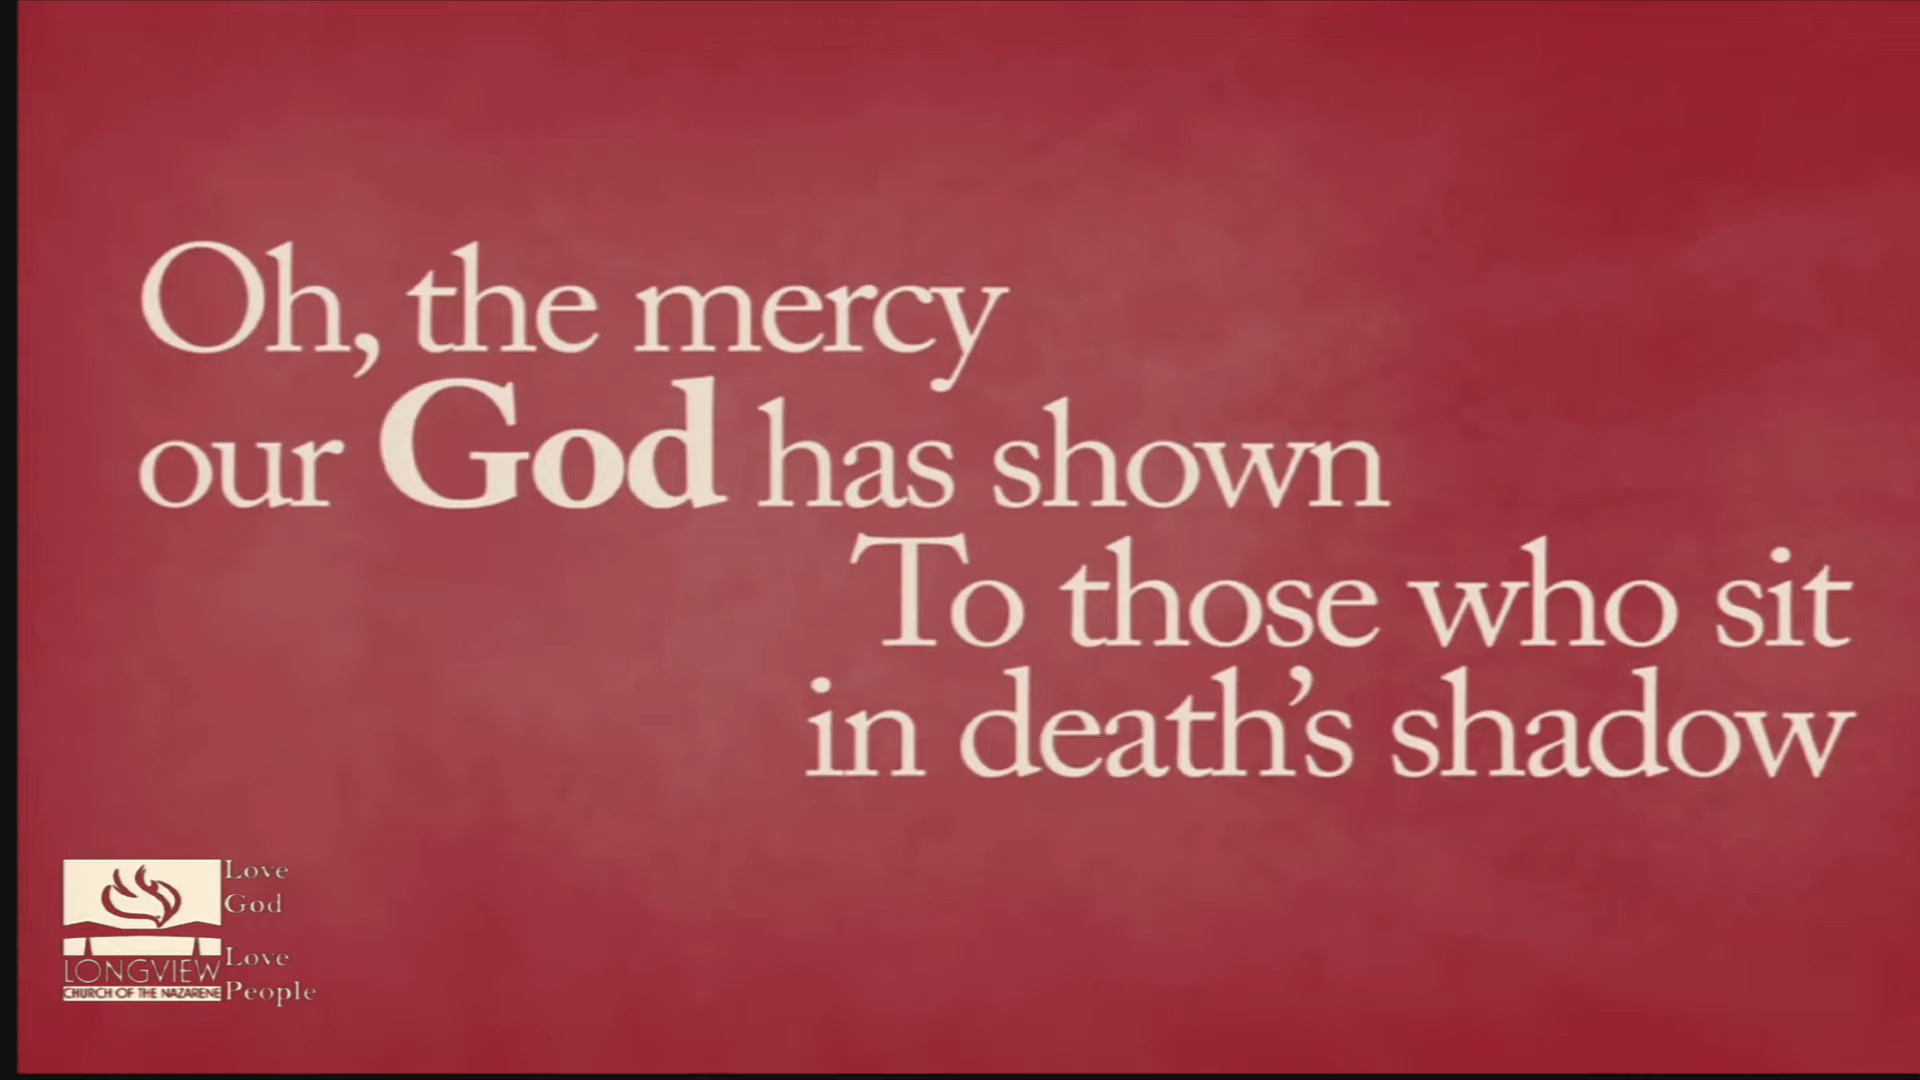 Oh, the mercy
our God has shown
To those who sit
in death's shadow
Love
God
Love
People
LONGVIEW
CHURCH OF THE NAZARENE